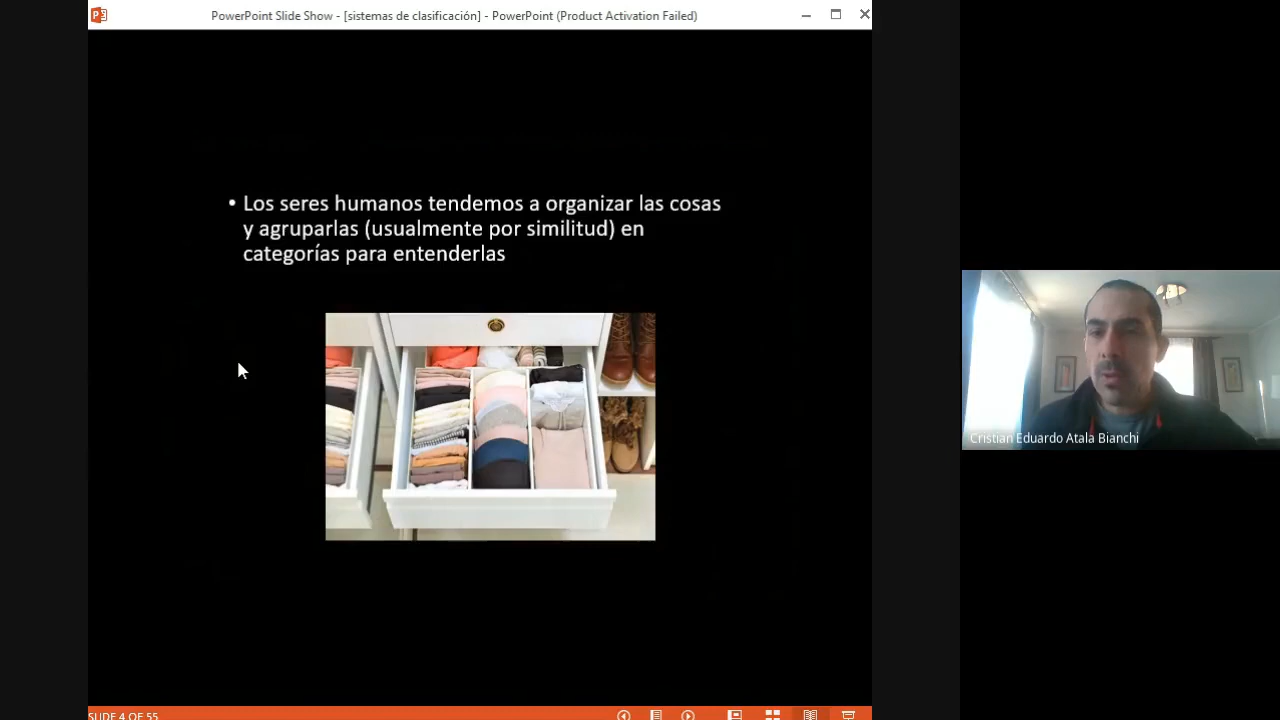 PowerPoint Slide Show - [sistemas de clasificación] - PowerPoint (Product Activation Failed)
• Los seres humanos tendemos a organizar las cosas
y agruparlas (usualmente por similitud) en
categorías para entenderlas
Cristian Eduardo Atala Bianchi
SLIDE 4 OF 55